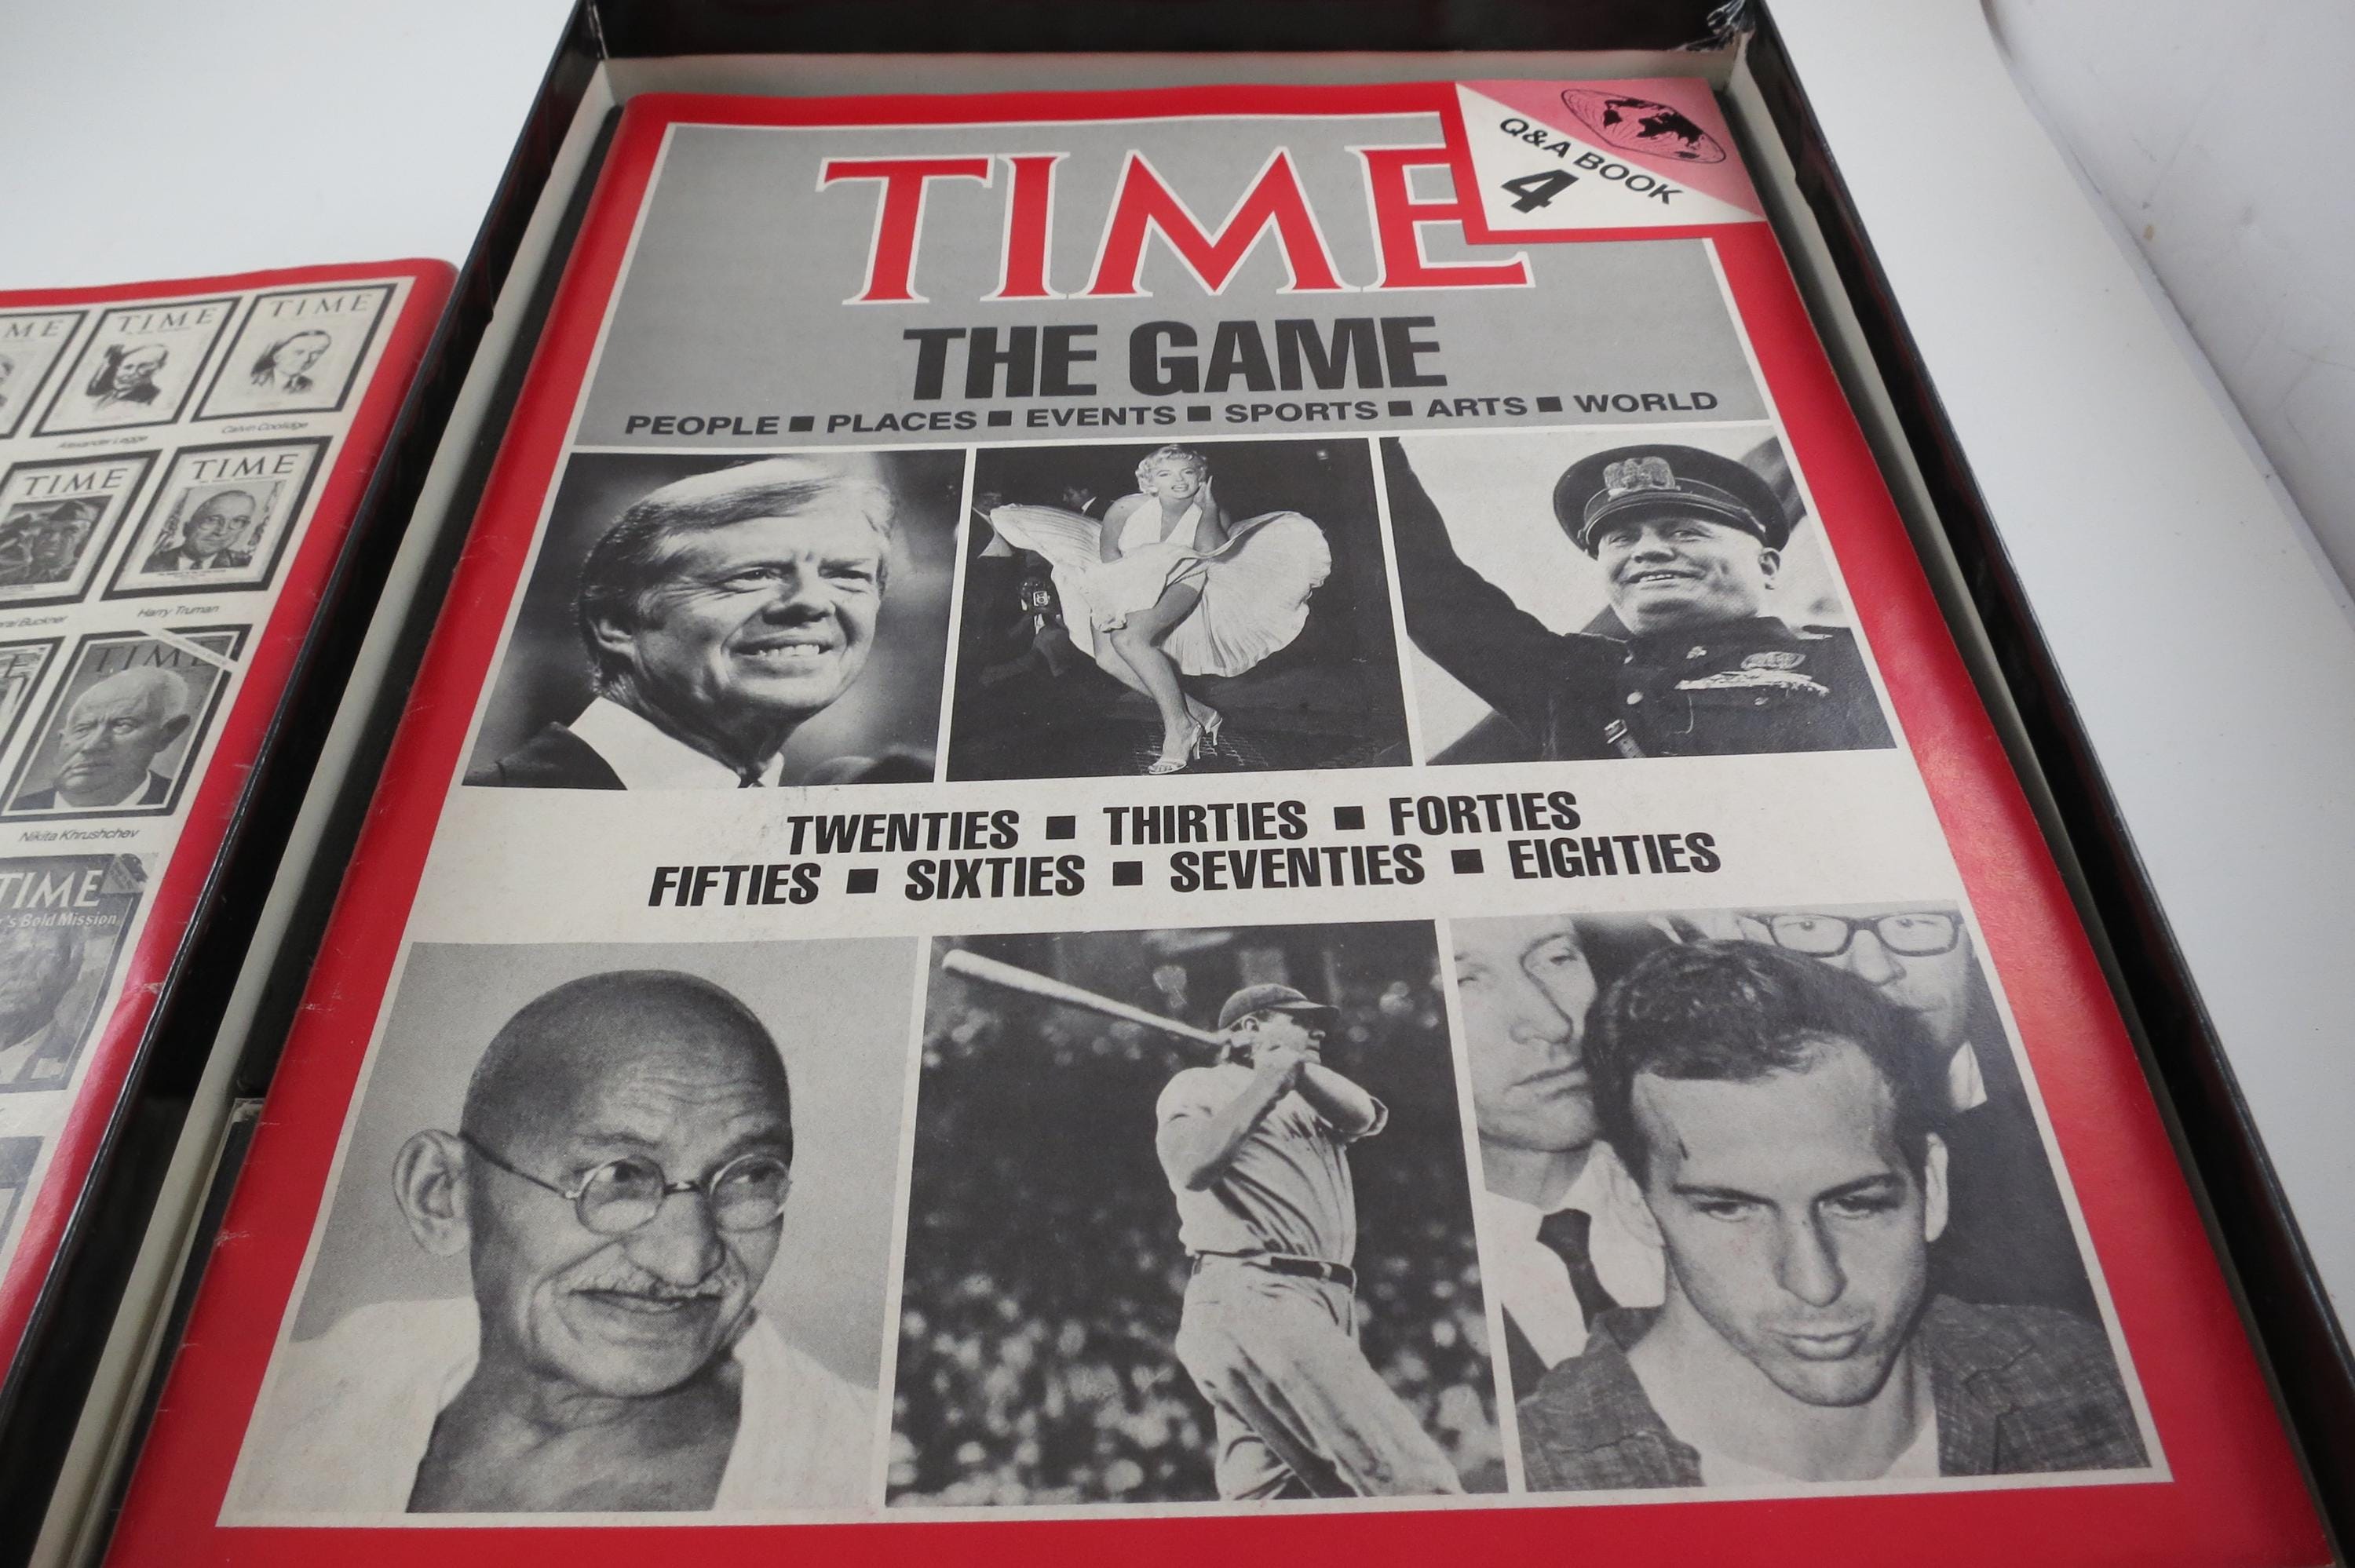 TIME
Q&A BOOK
4
THE GAME
PEOPLE ■ PLACES ■ EVENTS ■ SPORTS ■ ARTS ■ WORLD
TWENTIES ■ THIRTIES ■ FORTIES
FIFTIES ■ SIXTIES ■ SEVENTIES ■ EIGHTIES
TIME
TIME
Alexander Legge
Calvin Coolidge
TIME
TIME
Buckner
Harry Truman
TIME
Nikita Khrushchev
TIME
's Bold Mission